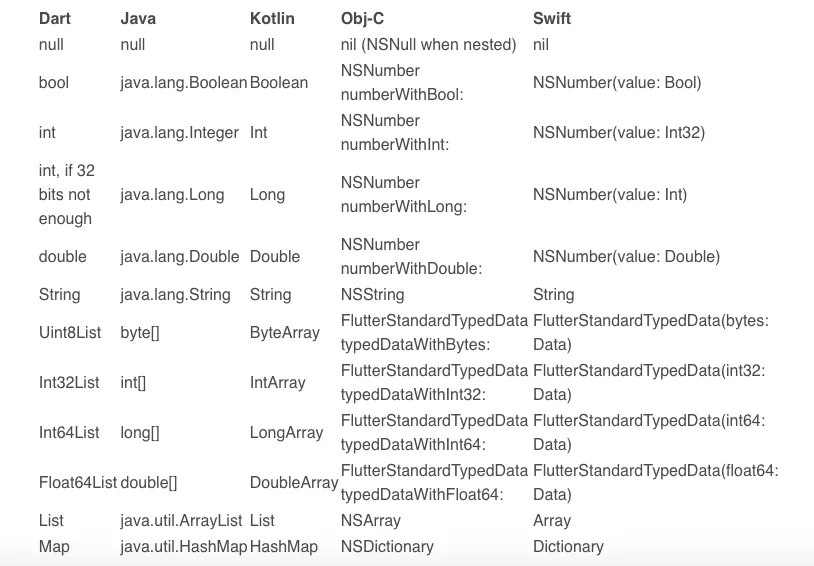 Dart Java Kotlin Obj-C Swift
null null null nil (NSNull when nested) nil
bool java.lang.Boolean Boolean NSNumber numberWithBool: NSNumber(value: Bool)
int java.lang.Integer Int NSNumber numberWithInt: NSNumber(value: Int32)
int, if 32 bits not enough java.lang.Long Long NSNumber numberWithLong: NSNumber(value: Int)
double java.lang.Double Double NSNumber numberWithDouble: NSNumber(value: Double)
String java.lang.String String NSString String
Uint8List byte[] ByteArray FlutterStandardTypedData typedDataWithBytes: FlutterStandardTypedData(bytes: Data)
Int32List int[] IntArray FlutterStandardTypedData typedDataWithInt32: FlutterStandardTypedData(int32: Data)
Int64List long[] LongArray FlutterStandardTypedData typedDataWithInt64: FlutterStandardTypedData(int64: Data)
Float64List double[] DoubleArray FlutterStandardTypedData typedDataWithFloat64: FlutterStandardTypedData(float64: Data)
List java.util.ArrayList List NSArray Array
Map java.util.HashMap HashMap NSDictionary Dictionary